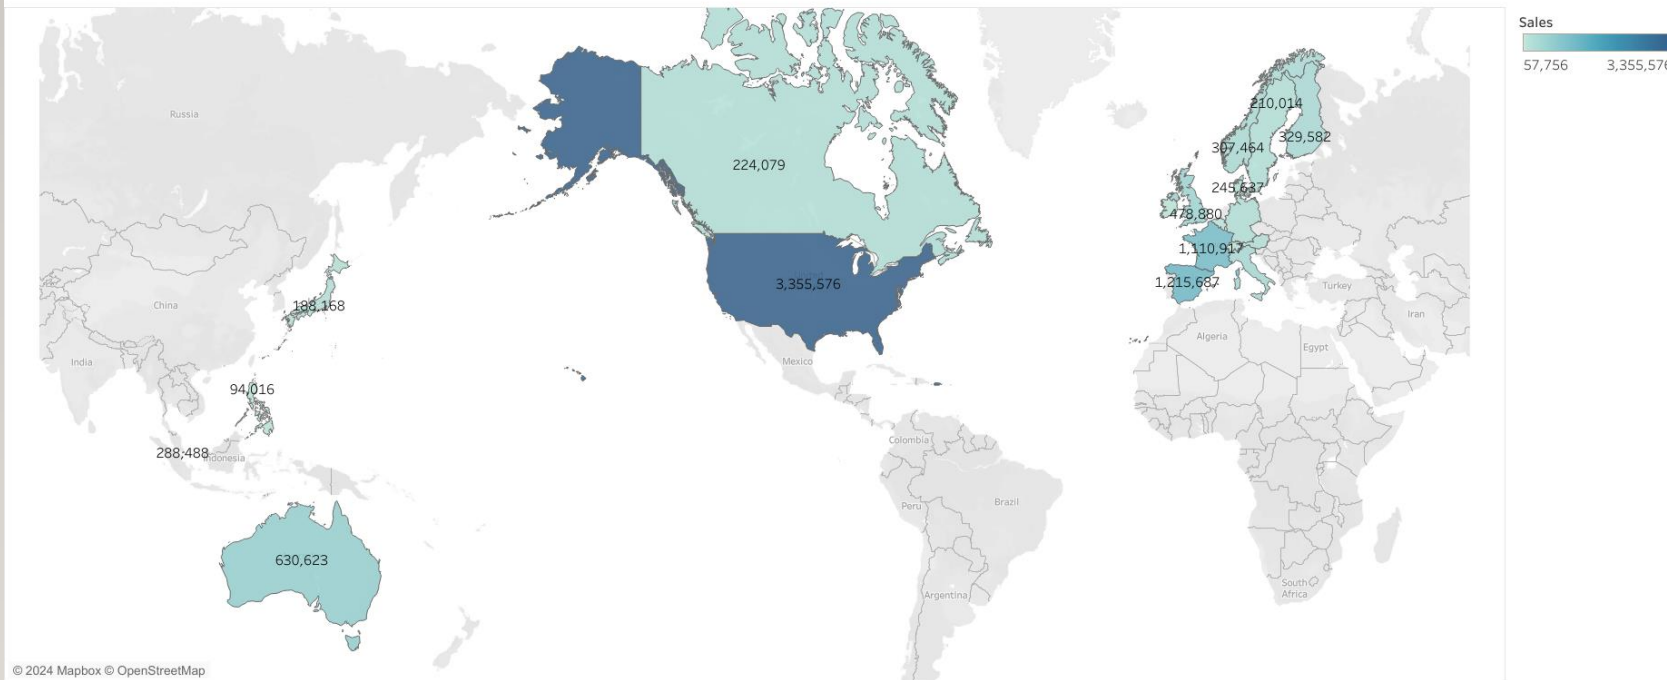 Sales
57,756
3,355,576
Russia
210,014
329,582
307,464
224,079
245,637
478,880
1,110,917
1,215,687
3,355,576
Turkey
China
188,168
Iran
Algeria
Egypt
India
Mexico
94,016
288,488
Indonesia
Colombia
Peru
Brazil
630,623
South
Africa
Argentina
© 2024 Mapbox © OpenStreetMap